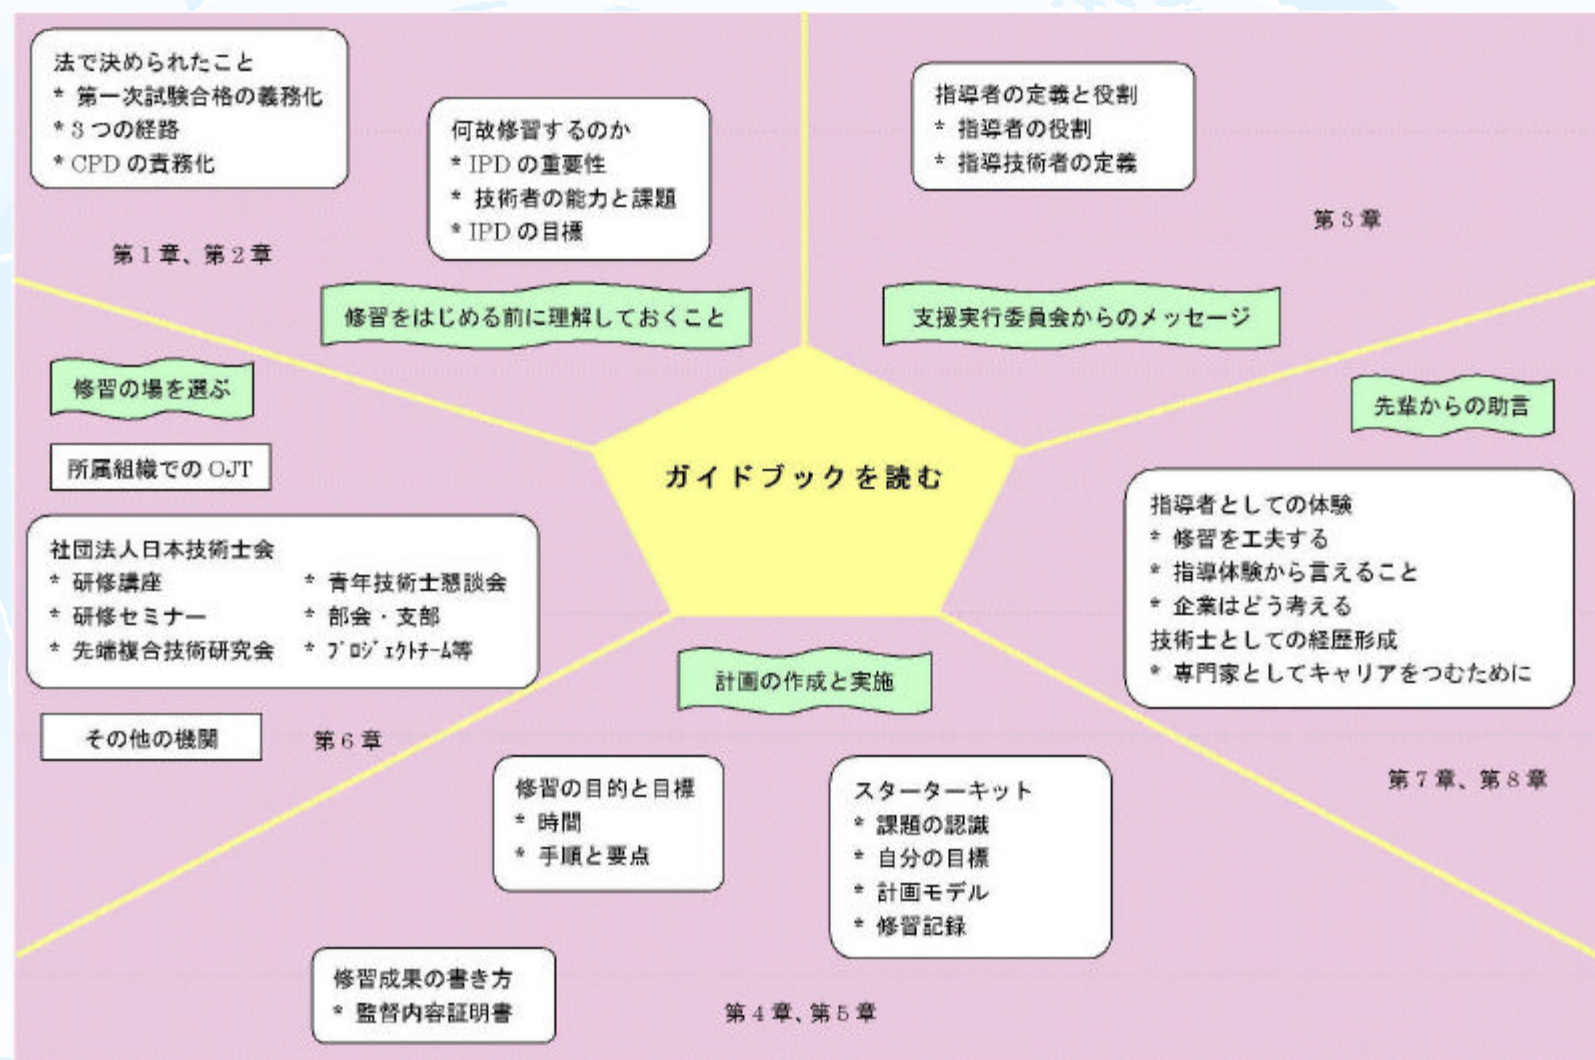 法で決められたこと
* 第一次試験合格の義務化
* 3つの経路
* CPDの責務化
何故修習するのか
* IPDの重要性
* 技術者の能力と課題
* IPDの目標
第1章、第2章
修習をはじめる前に理解しておくこと
指導者の定義と役割
* 指導者の役割
* 指導技術者の定義
第3章
支援実行委員会からのメッセージ
修習の場を選ぶ
所属組織でのOJT
社団法人日本技術士会
* 研修講座
* 研修セミナー
* 先端複合技術研究会
* 青年技術士懇談会
* 部会・支部
* プロジェクトチーム等
その他の機関
第6章
ガイドブックを読む
先輩からの助言
指導者としての体験
* 修習を工夫する
* 指導体験から言えること
* 企業はどう考える
技術士としての経歴形成
* 専門家としてキャリアをつむために
第7章、第8章
計画の作成と実施
修習の目的と目標
* 時間
* 手順と要点
スターターキット
* 課題の認識
* 自分の目標
* 計画モデル
* 修習記録
修習成果の書き方
* 監督内容証明書
第4章、第5章